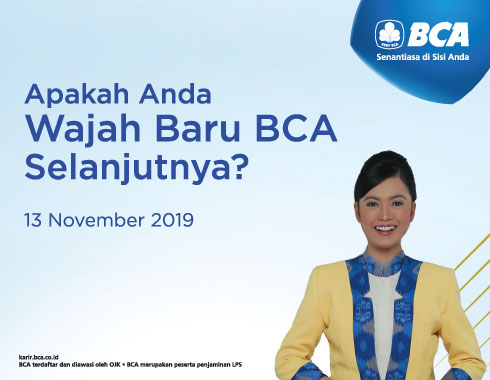 BCA
Senantiasa di Sisi Anda
Apakah Anda
Wajah Baru BCA
Selanjutnya?
13 November 2019
karir.bca.co.id
BCA terdaftar dan diawasi oleh OJK • BCA merupakan peserta penjaminan LPS